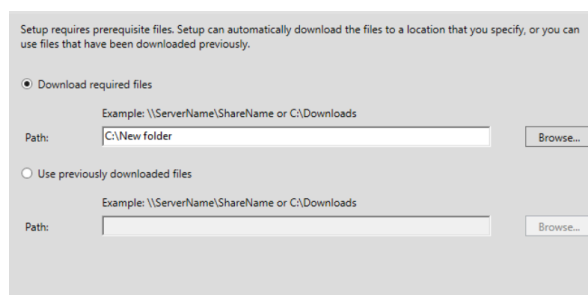 Setup requires prerequisite files. Setup can automatically download the files to a location that you specify, or you can
use files that have been downloaded previously.
Download required files
Example: \\ServerName\ShareName or C:\Downloads
Path:
C:\New folder
Browse...
Use previously downloaded files
Example: \\ServerName\ShareName or C:\Downloads
Path:
Browse...